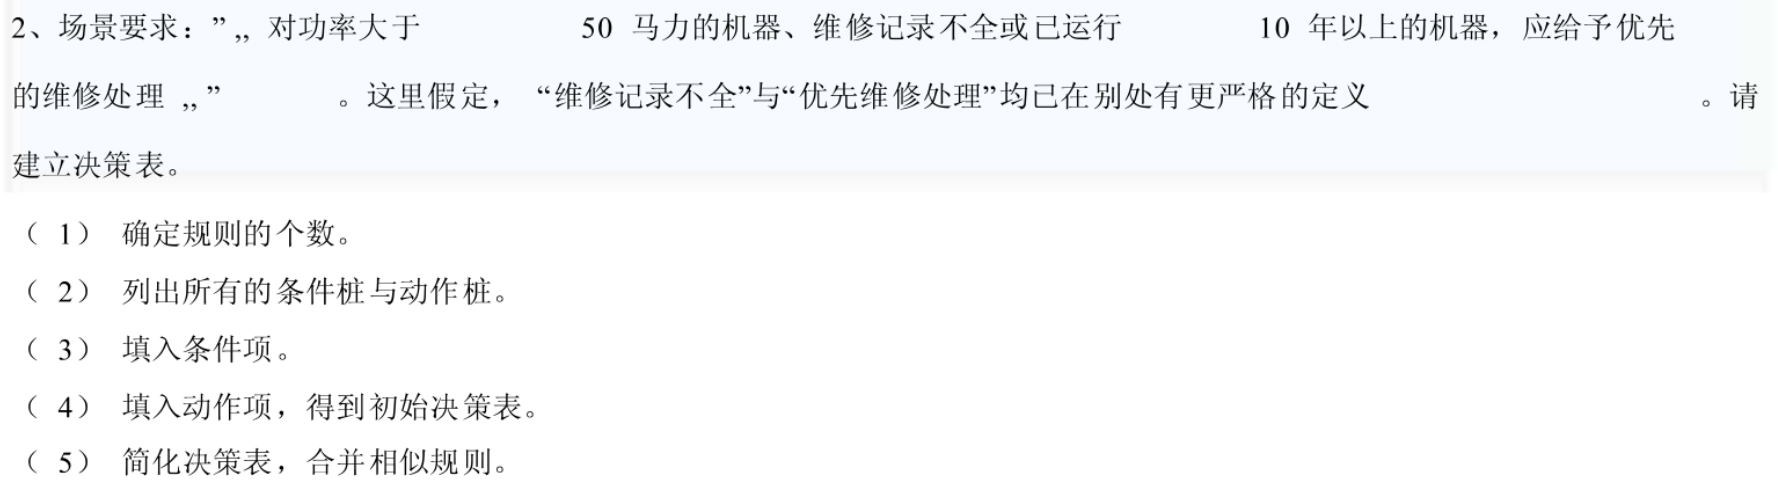 2、场景要求：” ,, 对功率大于 50 马力的机器、维修记录不全或已运行 10 年以上的机器，应给予优先
的维修处理 ,, ” 。这里假定， “维修记录不全”与“优先维修处理”均已在别处有更严格的定义 。请
建立决策表。
（ 1） 确定规则的个数。
（ 2） 列出所有的条件桩与动作桩。
（ 3） 填入条件项。
（ 4） 填入动作项，得到初始决策表。
（ 5） 简化决策表，合并相似规则。